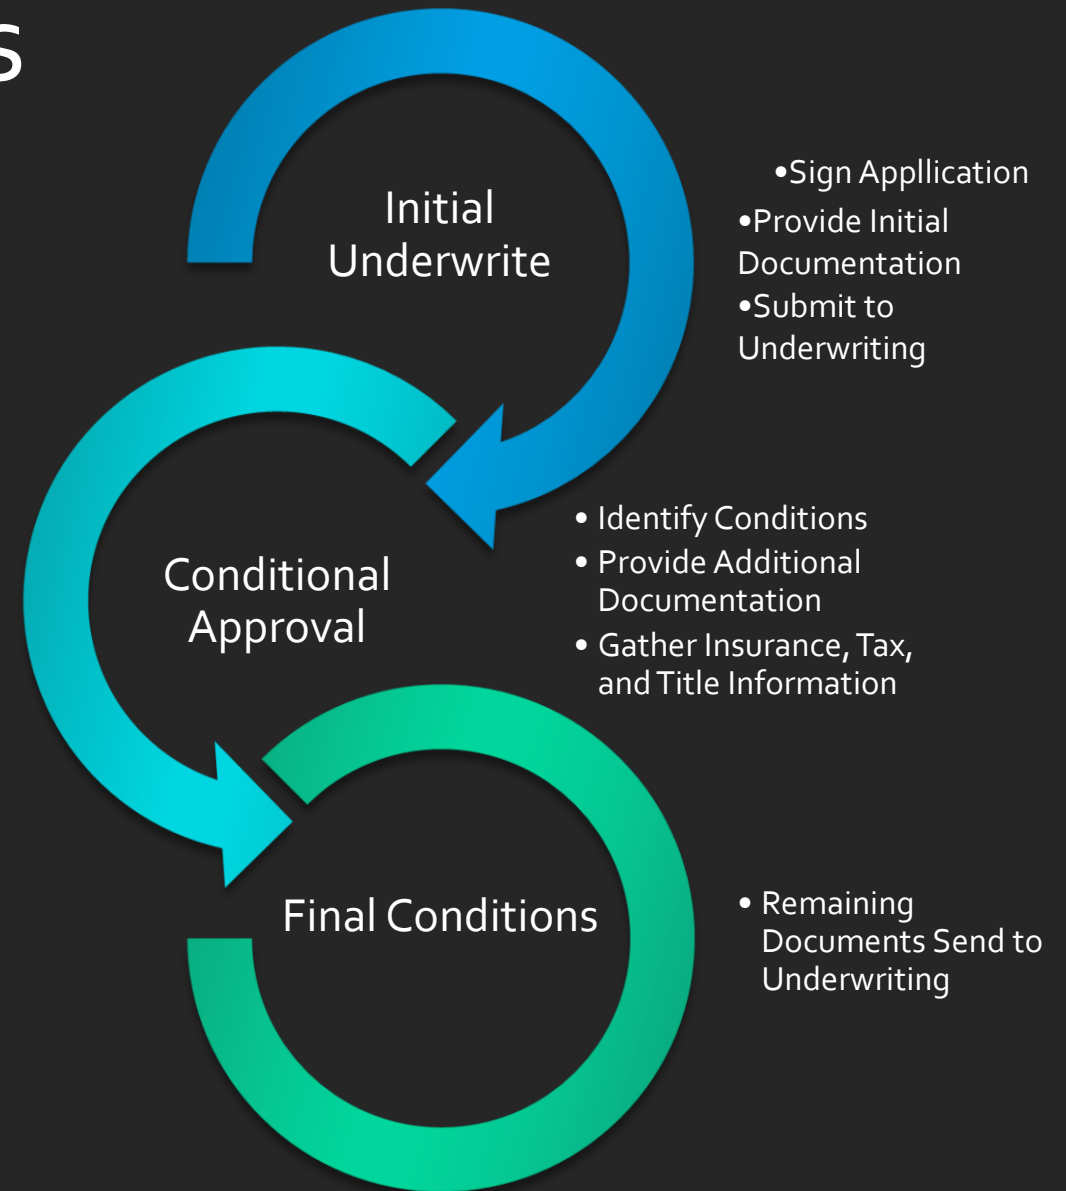 s
Initial
Underwrite
•Sign Appllication
•Provide Initial
Documentation
•Submit to
Underwriting
Conditional
Approval
• Identify Conditions
• Provide Additional
Documentation
• Gather Insurance, Tax,
and Title Information
Final Conditions
• Remaining
Documents Send to
Underwriting